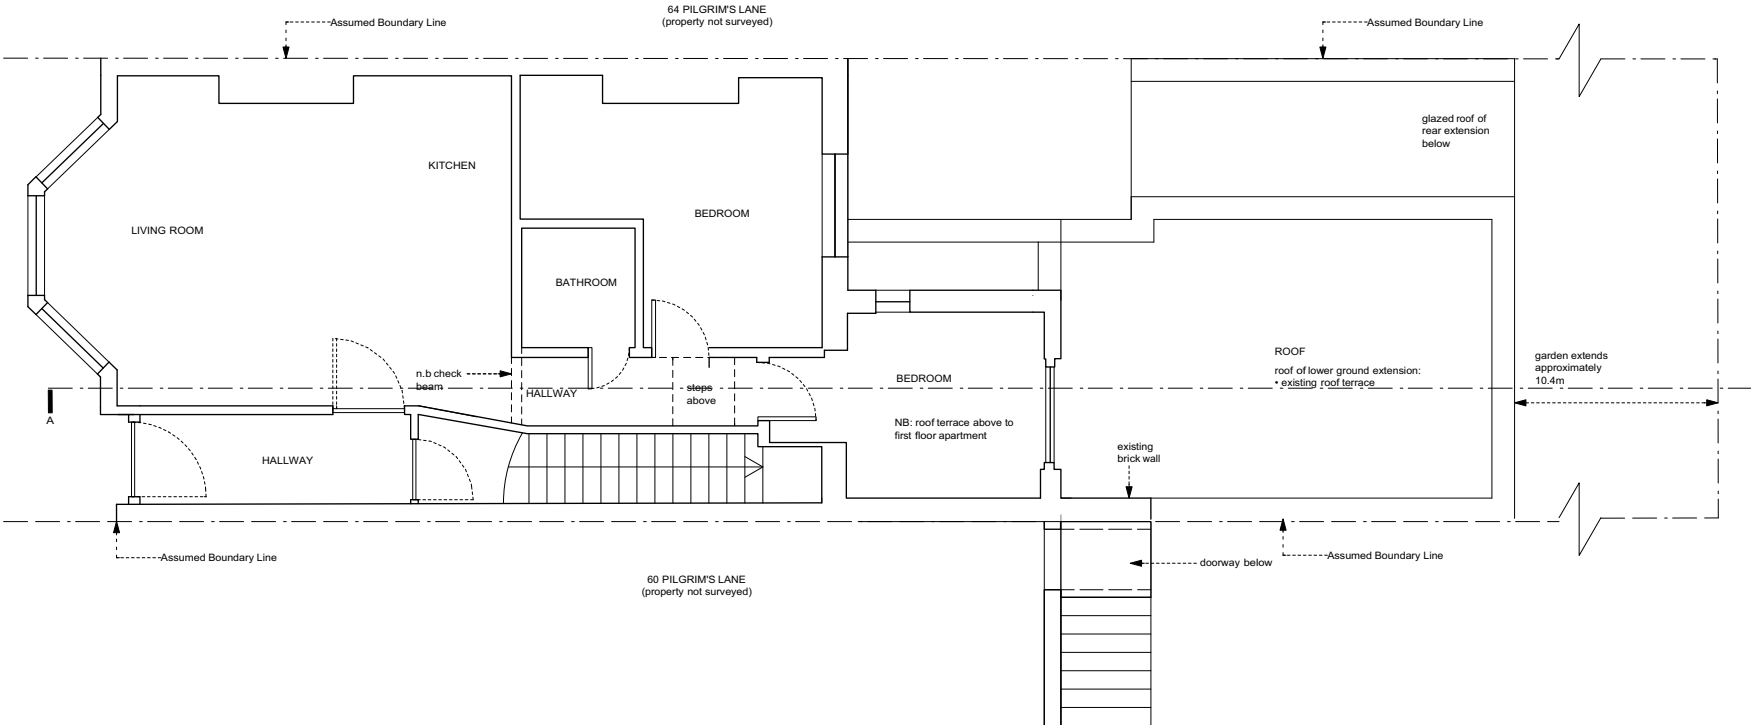 64 PILGRIM'S LANE
(property not surveyed)
Assumed Boundary Line
Assumed Boundary Line
glazed roof of
rear extension
below
KITCHEN
BEDROOM
LIVING ROOM
BATHROOM
n.b check
beam
HALLWAY
steps
above
BEDROOM
ROOF
roof of lower ground extension:
• existing roof terrace
garden extends
approximately
10.4m
A
NB: roof terrace above to
first floor apartment
HALLWAY
existing
brick wall
Assumed Boundary Line
Assumed Boundary Line
doorway below
60 PILGRIM'S LANE
(property not surveyed)